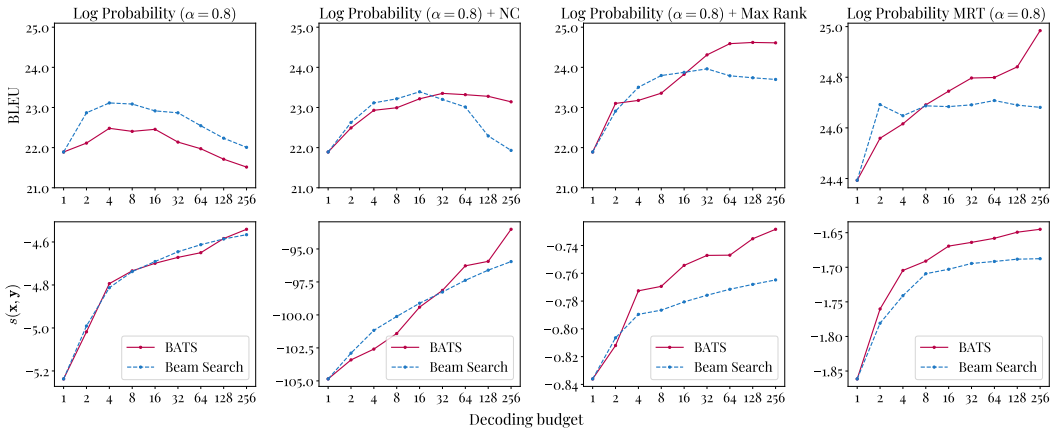 Log Probability (α = 0.8)
Log Probability (α = 0.8) + NC
Log Probability (α = 0.8) + Max Rank
Log Probability MRT (α = 0.8)
BLEU
25.0
24.0
23.0
22.0
21.0
1 2 4 8 16 32 64 128 256
25.0
24.0
23.0
22.0
21.0
1 2 4 8 16 32 64 128 256
25.0
24.0
23.0
22.0
21.0
1 2 4 8 16 32 64 128 256
25.0
24.8
24.6
24.4
1 2 4 8 16 32 64 128 256
s(x, y)
−4.6
−4.8
−5.0
−5.2
BATS
Beam Search
1 2 4 8 16 32 64 128 256
−95.0
−97.5
−100.0
−102.5
−105.0
BATS
Beam Search
1 2 4 8 16 32 64 128 256
−0.74
−0.76
−0.78
−0.80
−0.82
−0.84
BATS
Beam Search
1 2 4 8 16 32 64 128 256
−1.65
−1.70
−1.75
−1.80
−1.85
BATS
Beam Search
1 2 4 8 16 32 64 128 256
Decoding budget